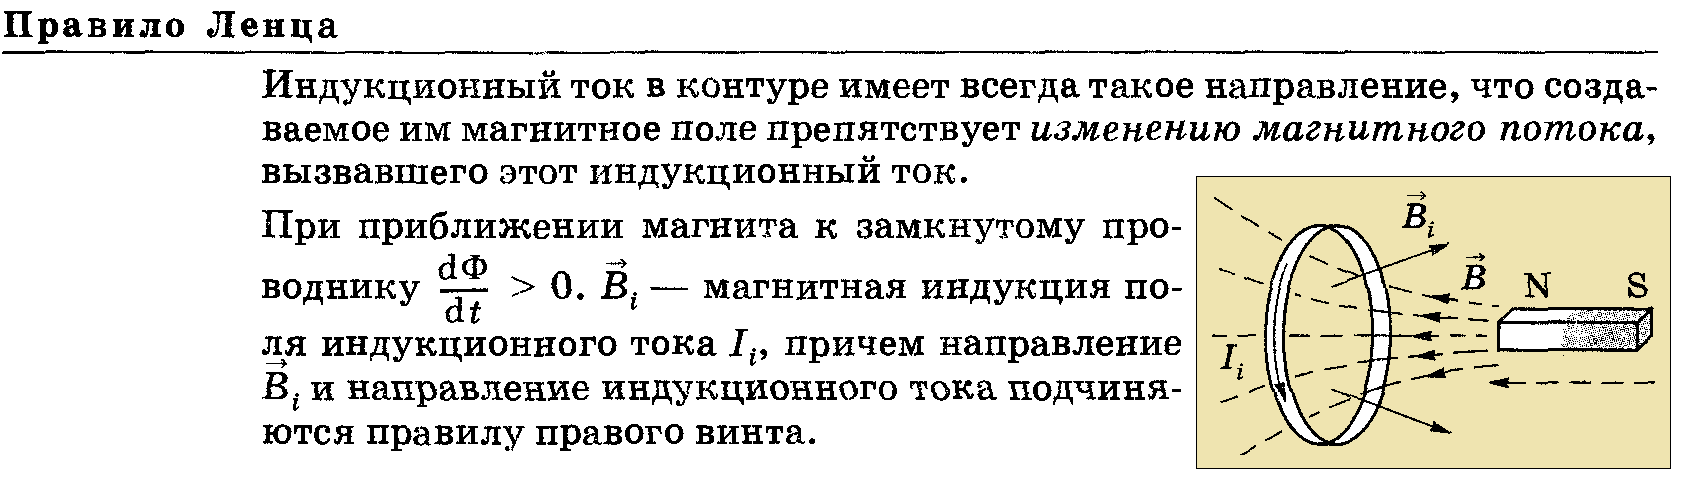 Правило Ленца
Индукционный ток в контуре имеет всегда такое направление, что созда-
ваемое им магнитное поле препятствует изменению магнитного потока,
вызвавшего этот индукционный ток.
При приближении магнита к замкнутому про-
воднику dΦ/dt > 0. B⃗ᵢ — магнитная индукция по-
ля индукционного тока Iᵢ, причем направление
B⃗ᵢ и направление индукционного тока подчиня-
ются правилу правого винта.
B⃗ᵢ
B⃗
N S
Iᵢ